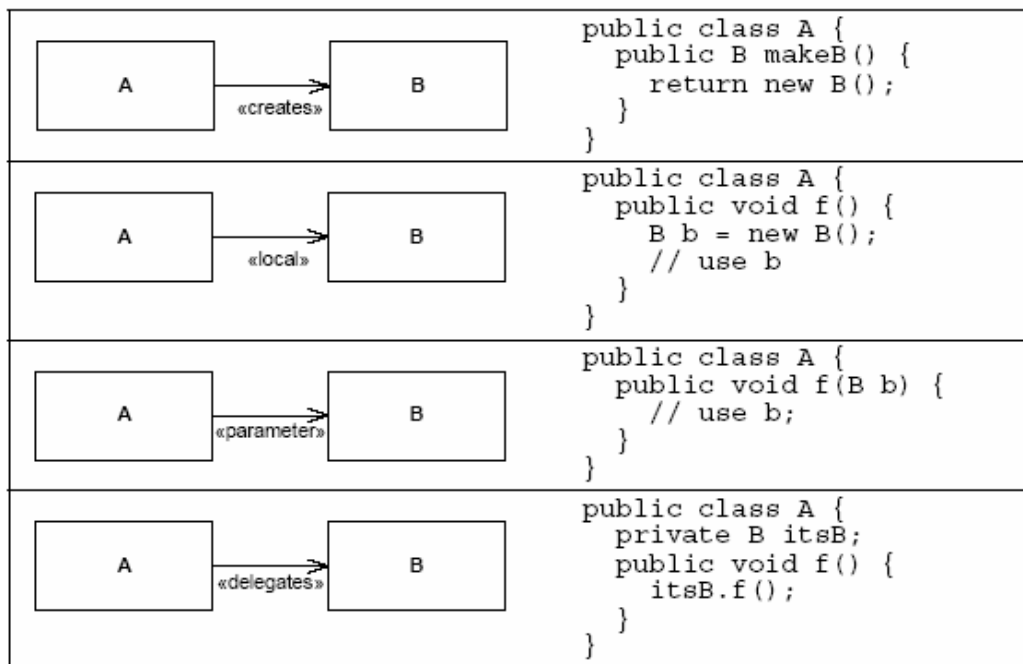 A
B
«creates»
public class A {
  public B makeB() {
    return new B();
  }
}
A
B
«local»
public class A {
  public void f() {
    B b = new B();
    // use b
  }
}
A
B
«parameter»
public class A {
  public void f(B b) {
    // use b;
  }
}
A
B
«delegates»
public class A {
  private B itsB;
  public void f() {
    itsB.f();
  }
}